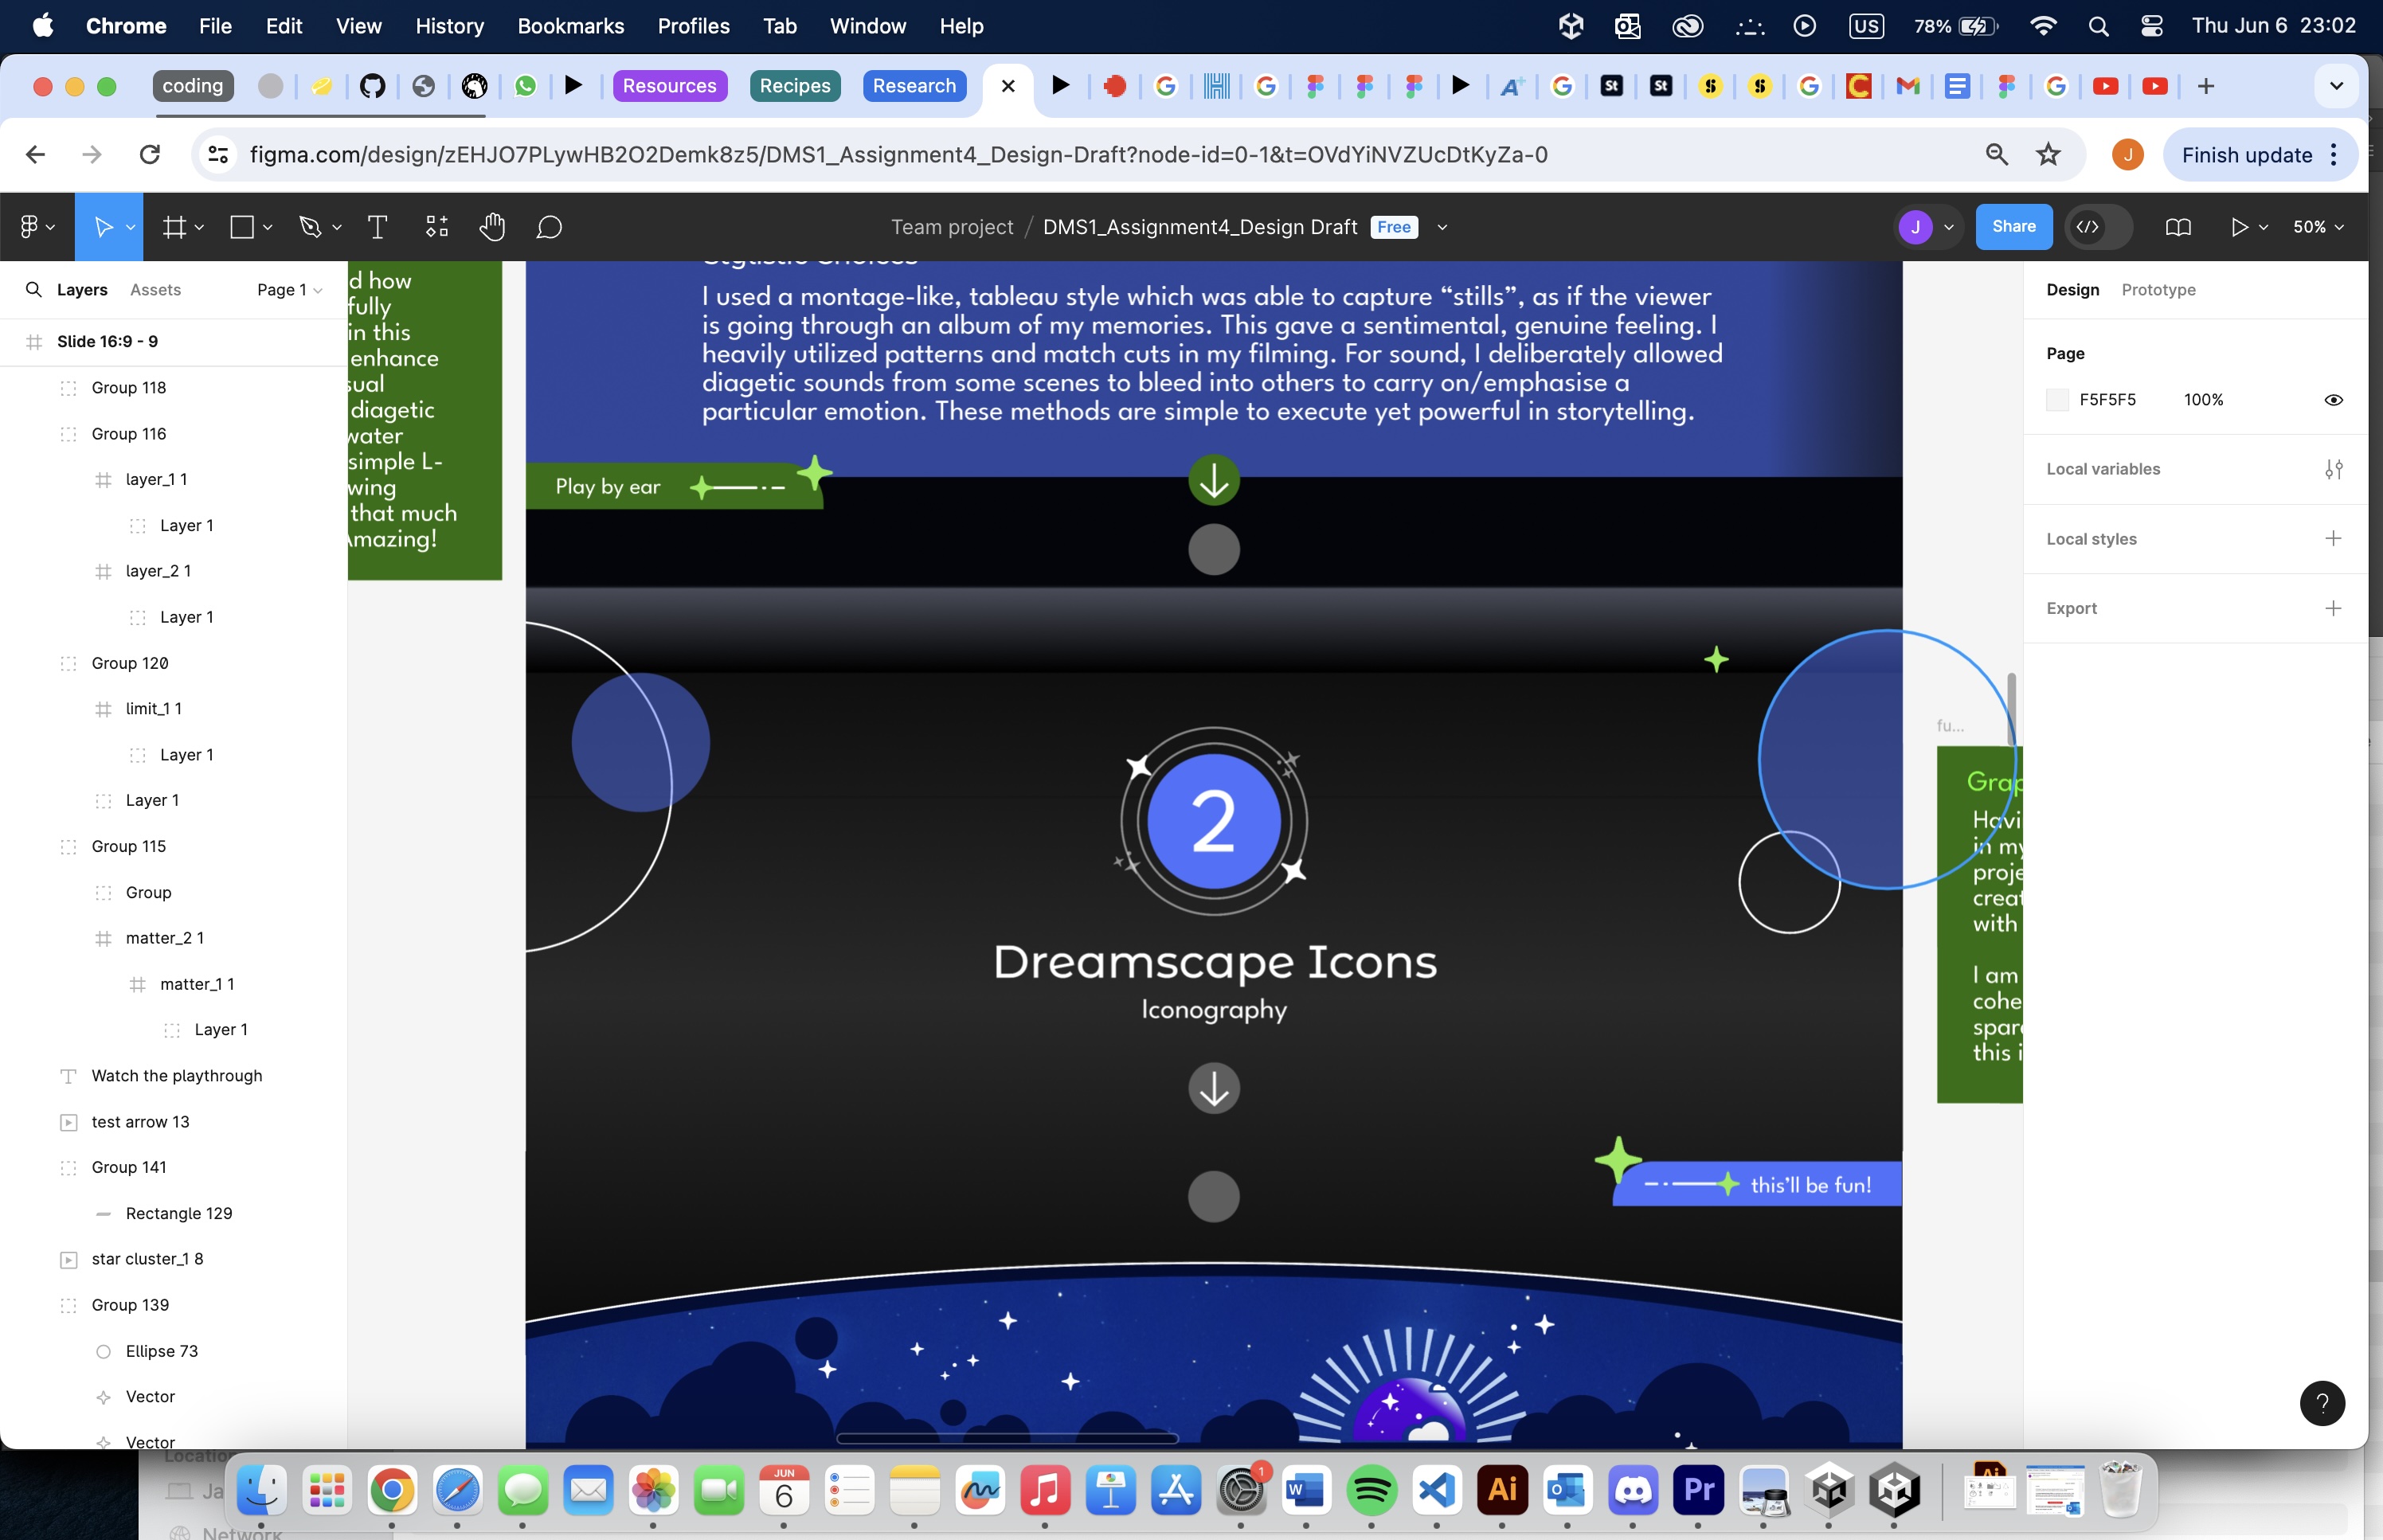 Chrome File Edit View History Bookmarks Profiles Tab Window Help US 78% Thu Jun 6 23:02
coding Resources Recipes Research
figma.com/design/zEHJO7PLywHB2O2Demk8z5/DMS1_Assignment4_Design-Draft?node-id=0-1&t=OVdYiNVZUcDtKyZa-0 J Finish update
Team project / DMS1_Assignment4_Design Draft Free J Share 50%
Layers Assets Page 1
Slide 16:9 - 9
Group 118
Group 116
layer_1 1
Layer 1
layer_2 1
Layer 1
Group 120
limit_1 1
Layer 1
Layer 1
Group 115
Group
matter_2 1
matter_1 1
Layer 1
Watch the playthrough
test arrow 13
Group 141
Rectangle 129
star cluster_1 8
Group 139
Ellipse 73
Vector
Vector
d how
fully
in this
enhance
sual
diagetic
water
simple L-
wing
that much
Amazing!
Stylistic Choices
I used a montage-like, tableau style which was able to capture “stills”, as if the viewer
is going through an album of my memories. This gave a sentimental, genuine feeling. I
heavily utilized patterns and match cuts in my filming. For sound, I deliberately allowed
diagetic sounds from some scenes to bleed into others to carry on/emphasise a
particular emotion. These methods are simple to execute yet powerful in storytelling.
Play by ear
2
Dreamscape Icons
Iconography
this’ll be fun!
fu...
Grap
Havi
in my
proje
creat
with
I am
cohe
spar
this i
Design Prototype
Page
F5F5F5 100%
Local variables
Local styles
Export
?
Location
Ja
Network
JUN
6
1
W
Ai
Pr